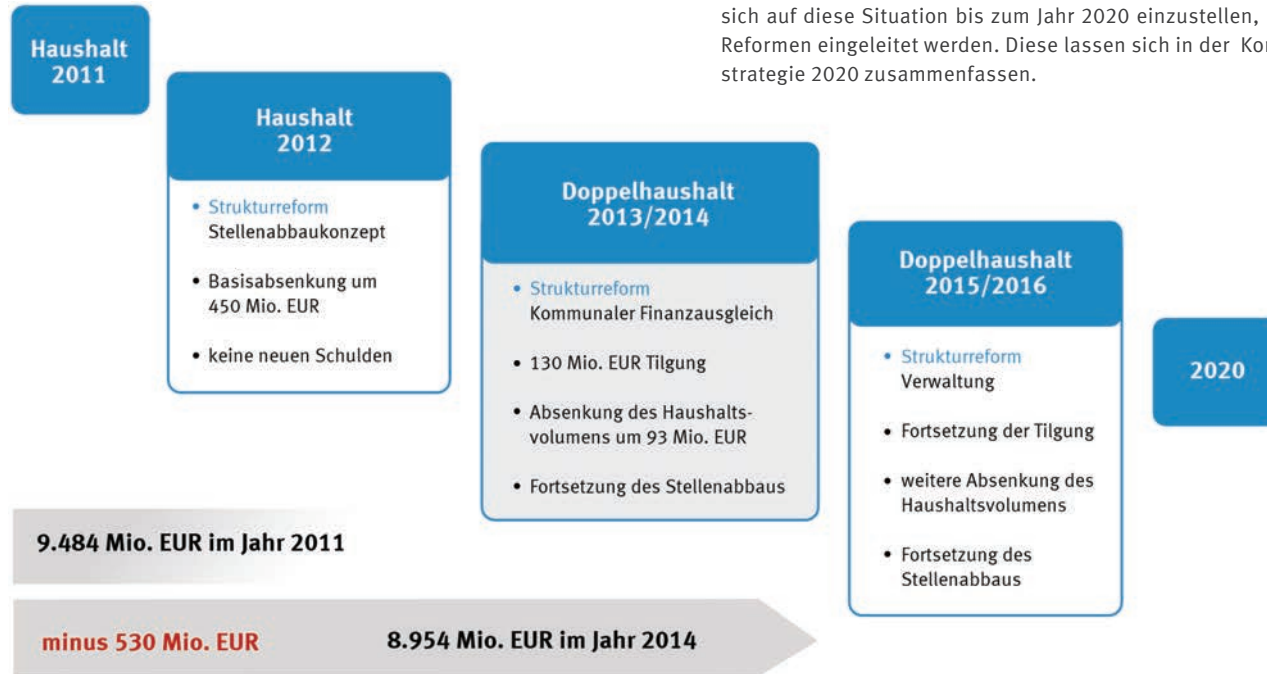 sich auf diese Situation bis zum Jahr 2020 einzustellen,
Reformen eingeleitet werden. Diese lassen sich in der
strategie 2020 zusammenfassen.
Haushalt
2011
Haushalt
2012
• Strukturreform
Stellenabbaukonzept
• Basisabsenkung um
450 Mio. EUR
• keine neuen Schulden
Doppelhaushalt
2013/2014
• Strukturreform
Kommunaler Finanzausgleich
• 130 Mio. EUR Tilgung
• Absenkung des Haushalts-
volumens um 93 Mio. EUR
• Fortsetzung des Stellenabbaus
Doppelhaushalt
2015/2016
• Strukturreform
Verwaltung
• Fortsetzung der Tilgung
• weitere Absenkung des
Haushaltsvolumens
• Fortsetzung des
Stellenabbaus
2020
9.484 Mio. EUR im Jahr 2011
minus 530 Mio. EUR 8.954 Mio. EUR im Jahr 2014